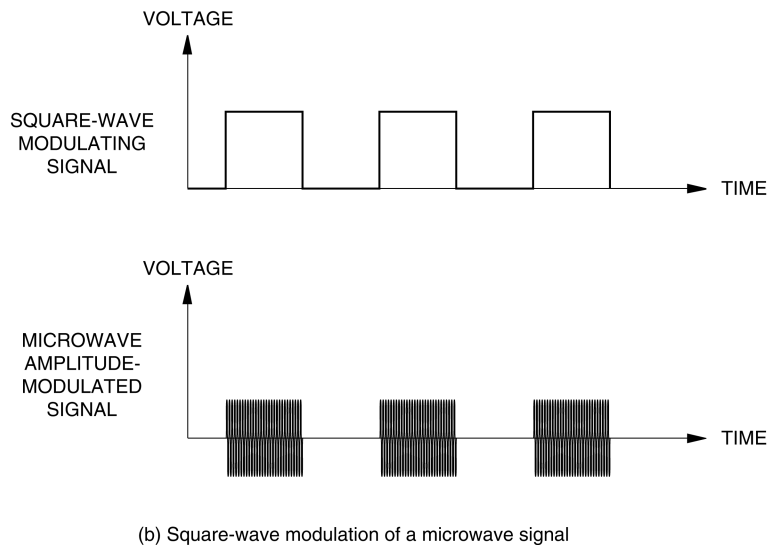 VOLTAGE
SQUARE-WAVE
MODULATING
SIGNAL
TIME
VOLTAGE
MICROWAVE
AMPLITUDE-
MODULATED
SIGNAL
TIME
(b) Square-wave modulation of a microwave signal